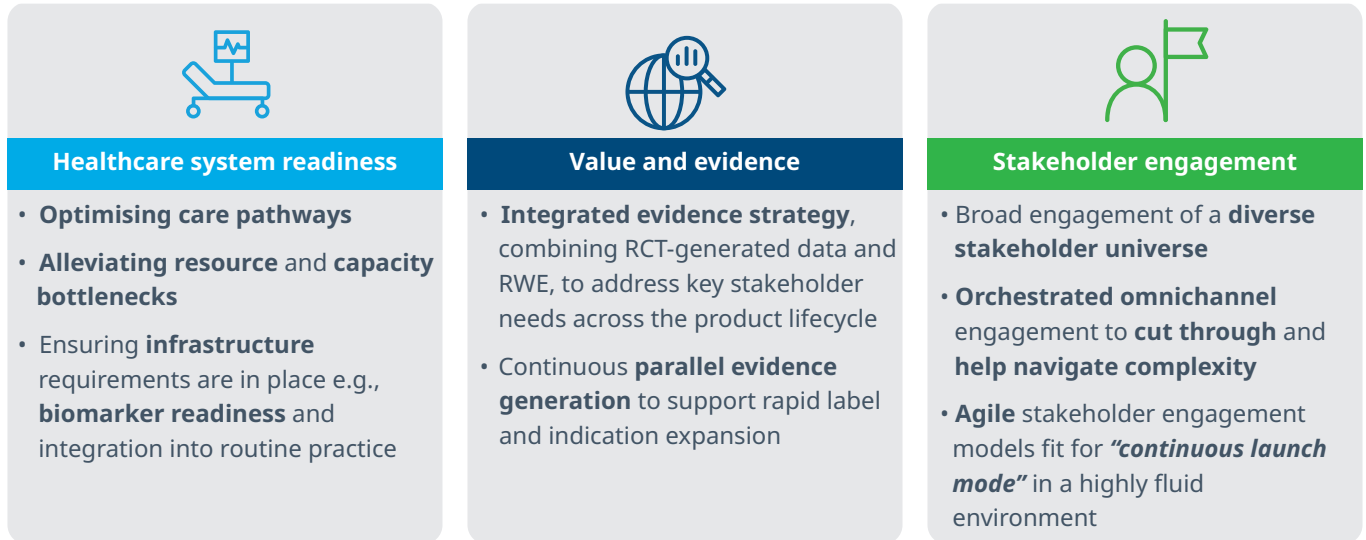 Healthcare system readiness
• Optimising care pathways
• Alleviating resource and capacity
bottlenecks
• Ensuring infrastructure
requirements are in place e.g.,
biomarker readiness and
integration into routine practice
Value and evidence
• Integrated evidence strategy,
combining RCT-generated data and
RWE, to address key stakeholder
needs across the product lifecycle
• Continuous parallel evidence
generation to support rapid label
and indication expansion
Stakeholder engagement
• Broad engagement of a diverse
stakeholder universe
• Orchestrated omnichannel
engagement to cut through and
help navigate complexity
• Agile stakeholder engagement
models fit for “continuous launch
mode” in a highly fluid
environment